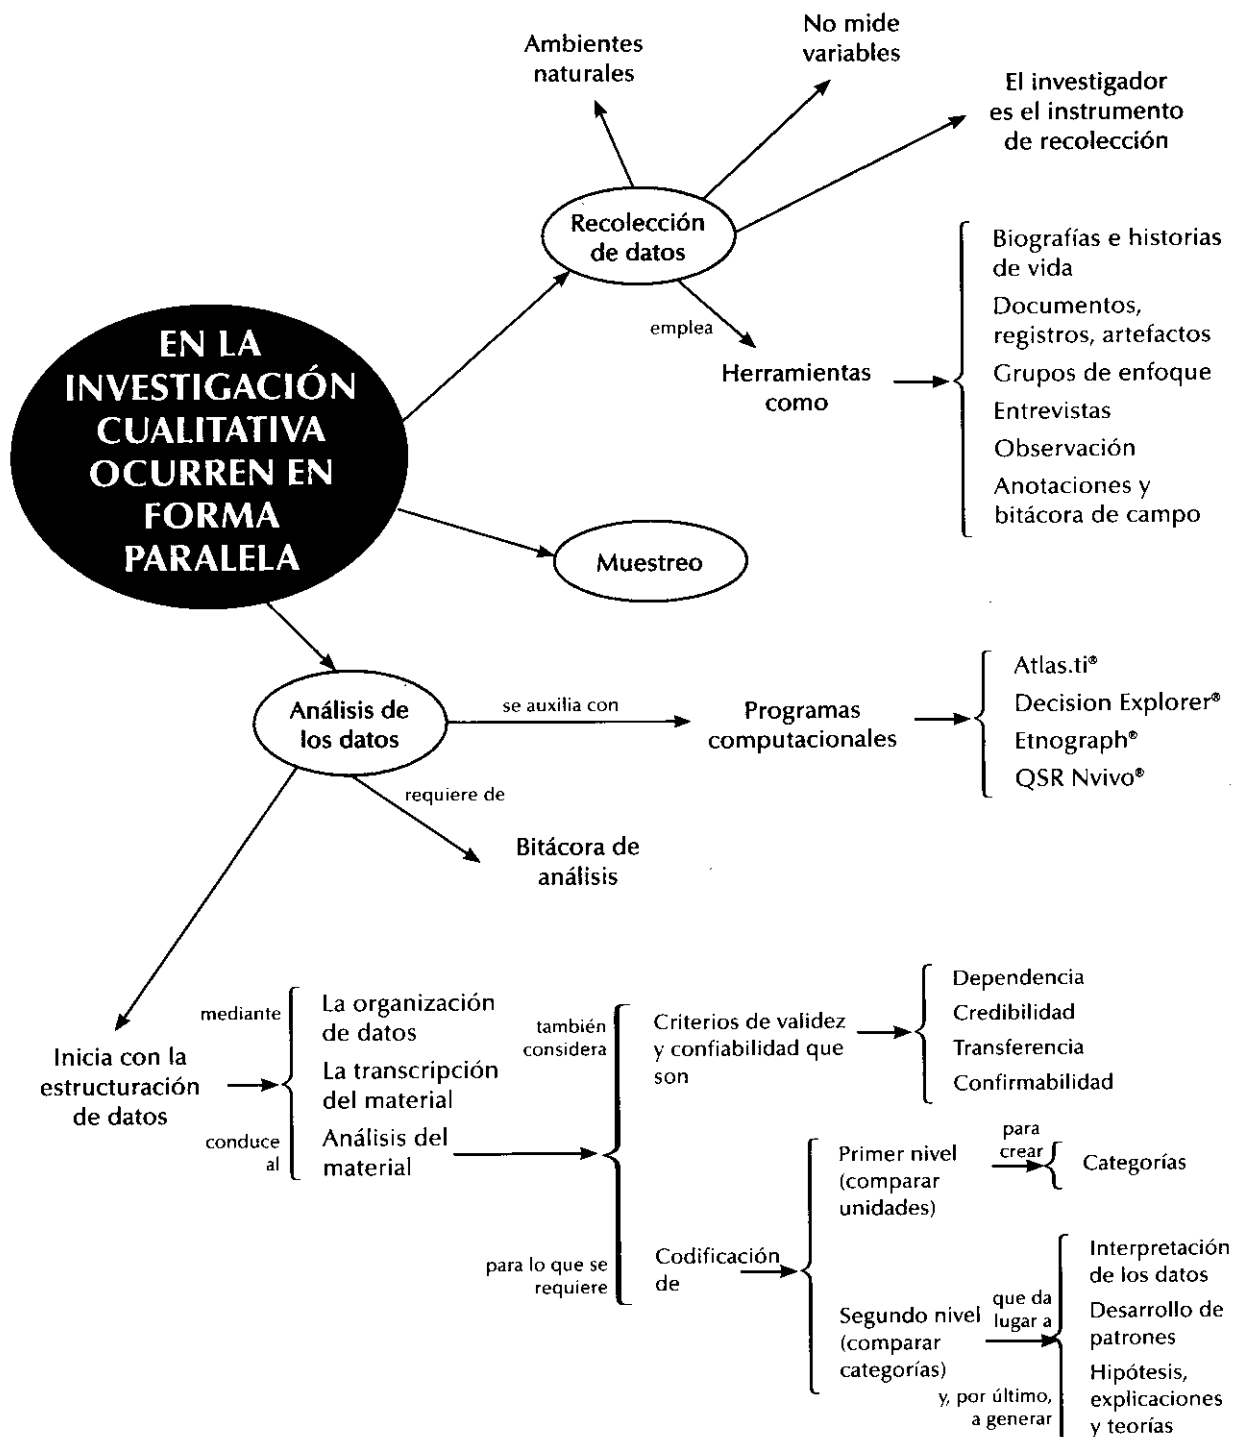 Ambientes
naturales
No mide
variables
El investigador
es el instrumento
de recolección
Recolección
de datos
emplea
Herramientas
como
Biografías e historias
de vida
Documentos,
registros, artefactos
Grupos de enfoque
Entrevistas
Observación
Anotaciones y
bitácora de campo
EN LA
INVESTIGACIÓN
CUALITATIVA
OCURREN EN
FORMA
PARALELA
Muestreo
Análisis de
los datos
se auxilia con
Programas
computacionales
Atlas.ti®
Decision Explorer®
Etnograph®
QSR Nvivo®
requiere de
Bitácora de
análisis
Inicia con la
estructuración
de datos
mediante
La organización
de datos
La transcripción
del material
conduce
al
Análisis del
material
también
considera
Criterios de validez
y confiabilidad que
son
Dependencia
Credibilidad
Transferencia
Confirmabilidad
para lo que se
requiere
Codificación
de
Primer nivel
(comparar
unidades)
para
crear
Categorías
Segundo nivel
(comparar
categorías)
que da
lugar a
Interpretación
de los datos
Desarrollo de
patrones
y, por último,
a generar
Hipótesis,
explicaciones
y teorías